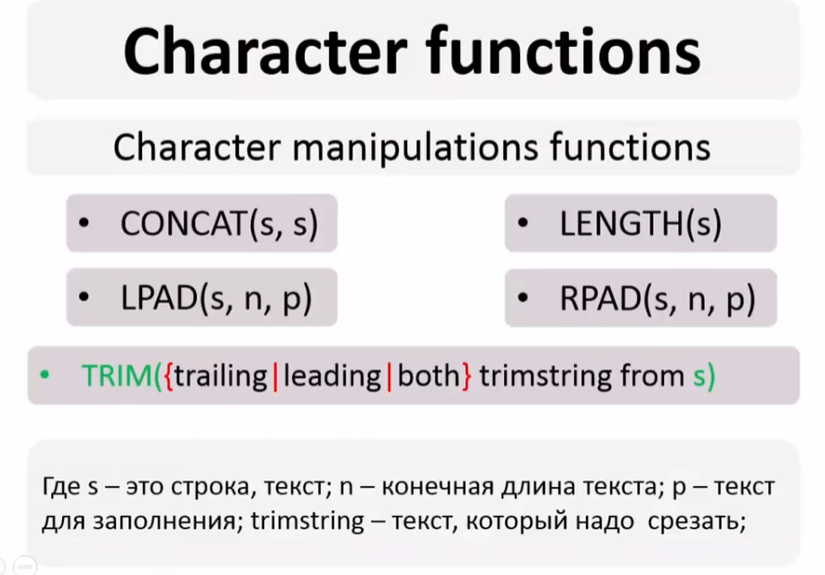 Character functions
Character manipulations functions
• CONCAT(s, s)
• LENGTH(s)
• LPAD(s, n, p)
• RPAD(s, n, p)
• TRIM({trailing|leading|both} trimstring from s)
Где s – это строка, текст; n – конечная длина текста; p – текст
для заполнения; trimstring – текст, который надо срезать;